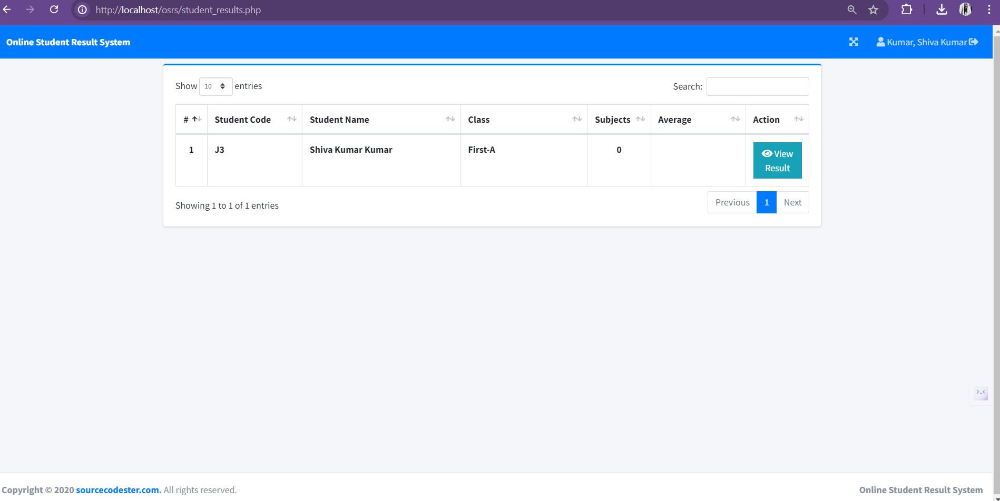 http://localhost/osrs/student_results.php
Online Student Result System
Kumar, Shiva Kumar
Show 10 entries
Search:
# Student Code Student Name Class Subjects Average Action
1 J3 Shiva Kumar Kumar First-A 0 View
Result
Showing 1 to 1 of 1 entries
Previous 1 Next
Copyright © 2020 sourcecodester.com. All rights reserved.
Online Student Result System